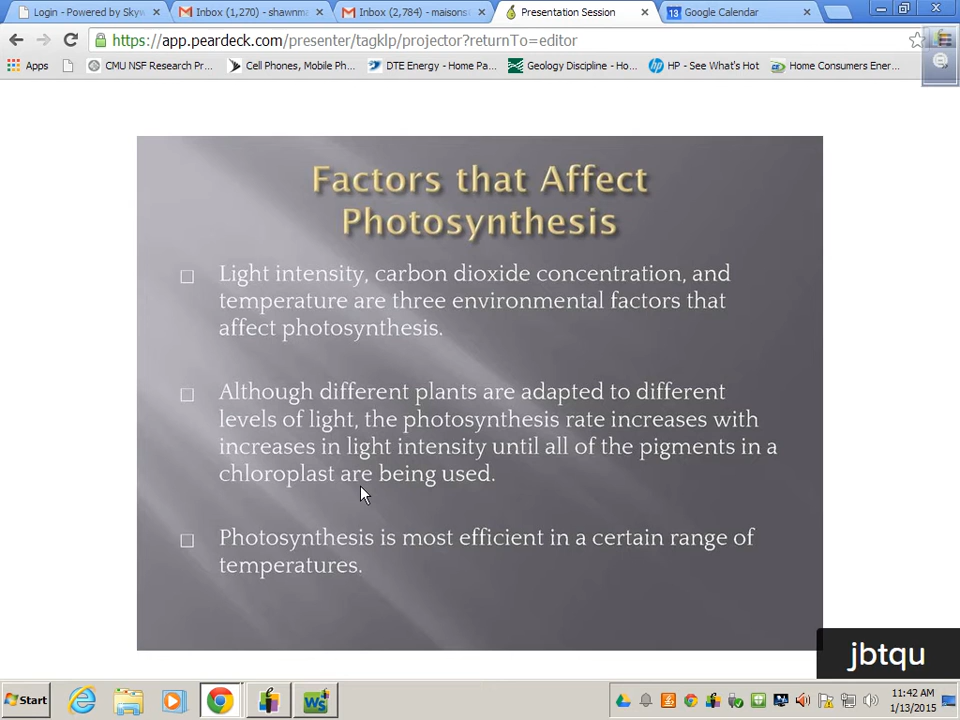 Login - Powered by Skyw
Inbox (1,270) - shawnma
Inbox (2,784) - maisons
Presentation Session
13 Google Calendar
https://app.peardeck.com/presenter/tagklp/projector?returnTo=editor
Apps
CMU NSF Research Pr...
Cell Phones, Mobile Ph...
DTE Energy - Home Pa...
Geology Discipline - Ho...
hp HP - See What's Hot
Home Consumers Ener...
Factors that Affect
Photosynthesis
Light intensity, carbon dioxide concentration, and
temperature are three environmental factors that
affect photosynthesis.
Although different plants are adapted to different
levels of light, the photosynthesis rate increases with
increases in light intensity until all of the pigments in a
chloroplast are being used.
Photosynthesis is most efficient in a certain range of
temperatures.
jbtqu
Start
WS
11:42 AM
1/13/2015